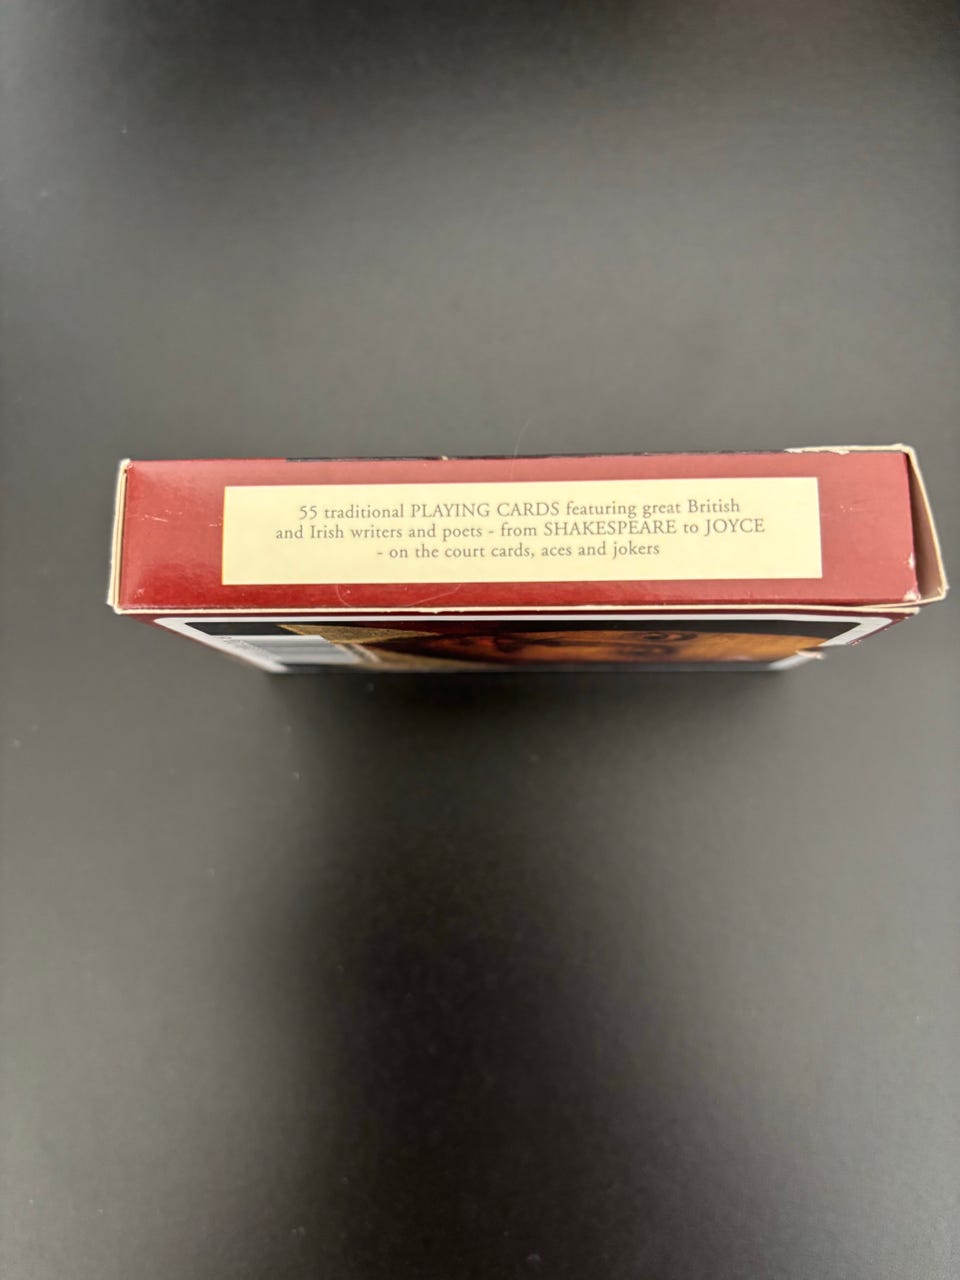 55 traditional PLAYING CARDS featuring great British
and Irish writers and poets - from SHAKESPEARE to JOYCE
- on the court cards, aces and jokers